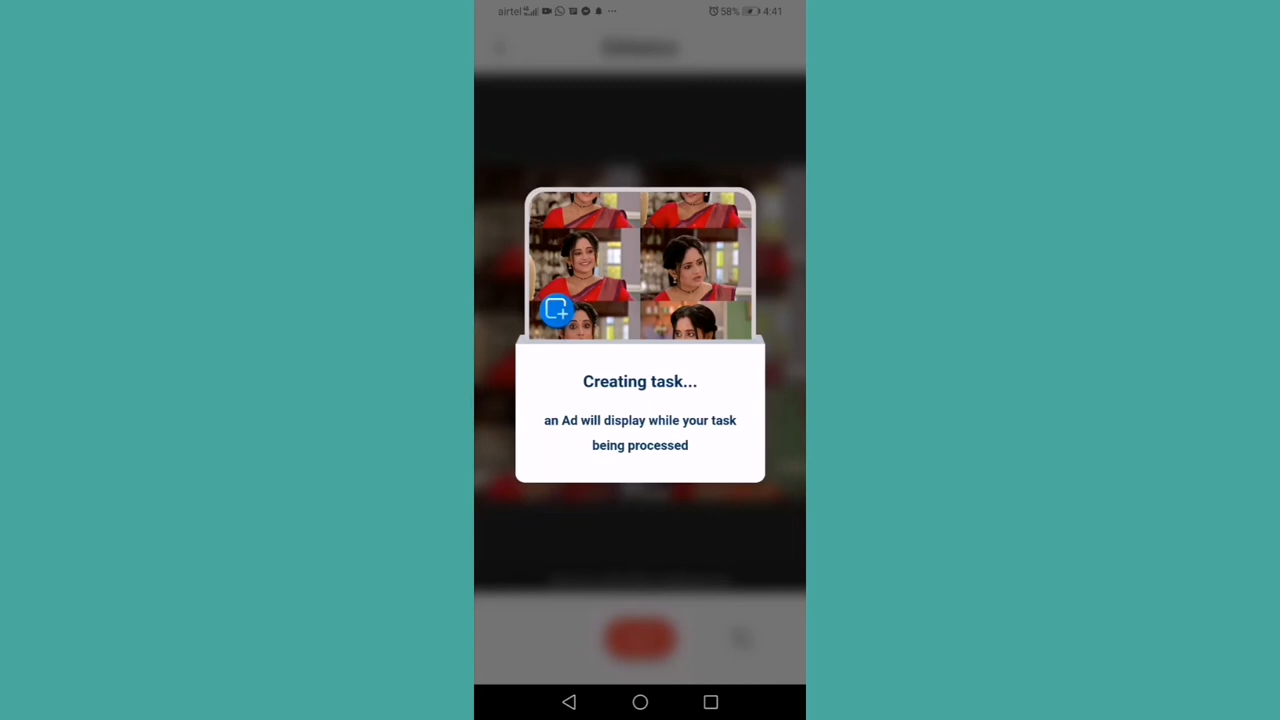 airtel 58% 4:41
Creating task...
an Ad will display while your task
being processed